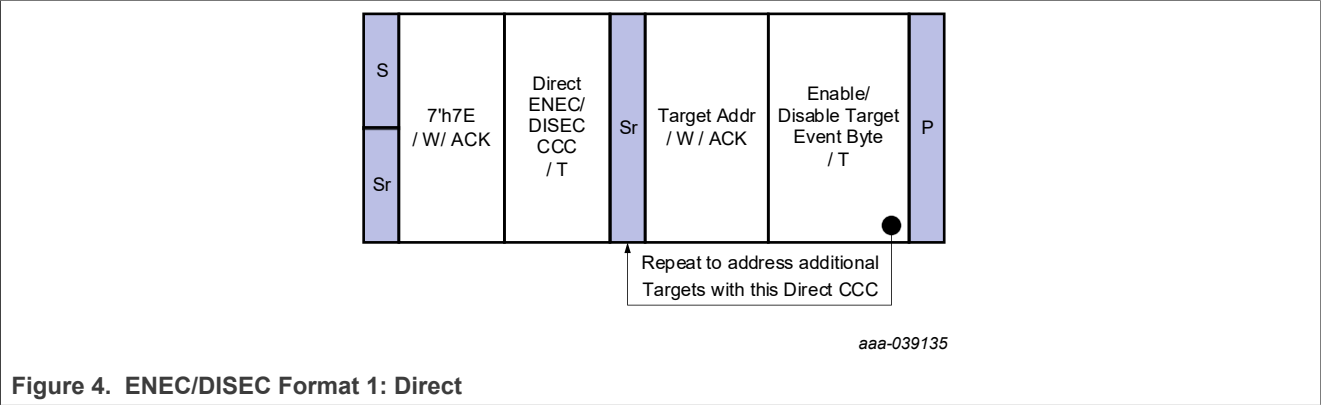 S
Sr
7'h7E
/ W/ ACK
Direct
ENEC/
DISEC
CCC
/ T
Sr
Target Addr
/ W / ACK
Enable/
Disable Target
Event Byte
/ T
P
Repeat to address additional
Targets with this Direct CCC
aaa-039135
Figure 4. ENEC/DISEC Format 1: Direct